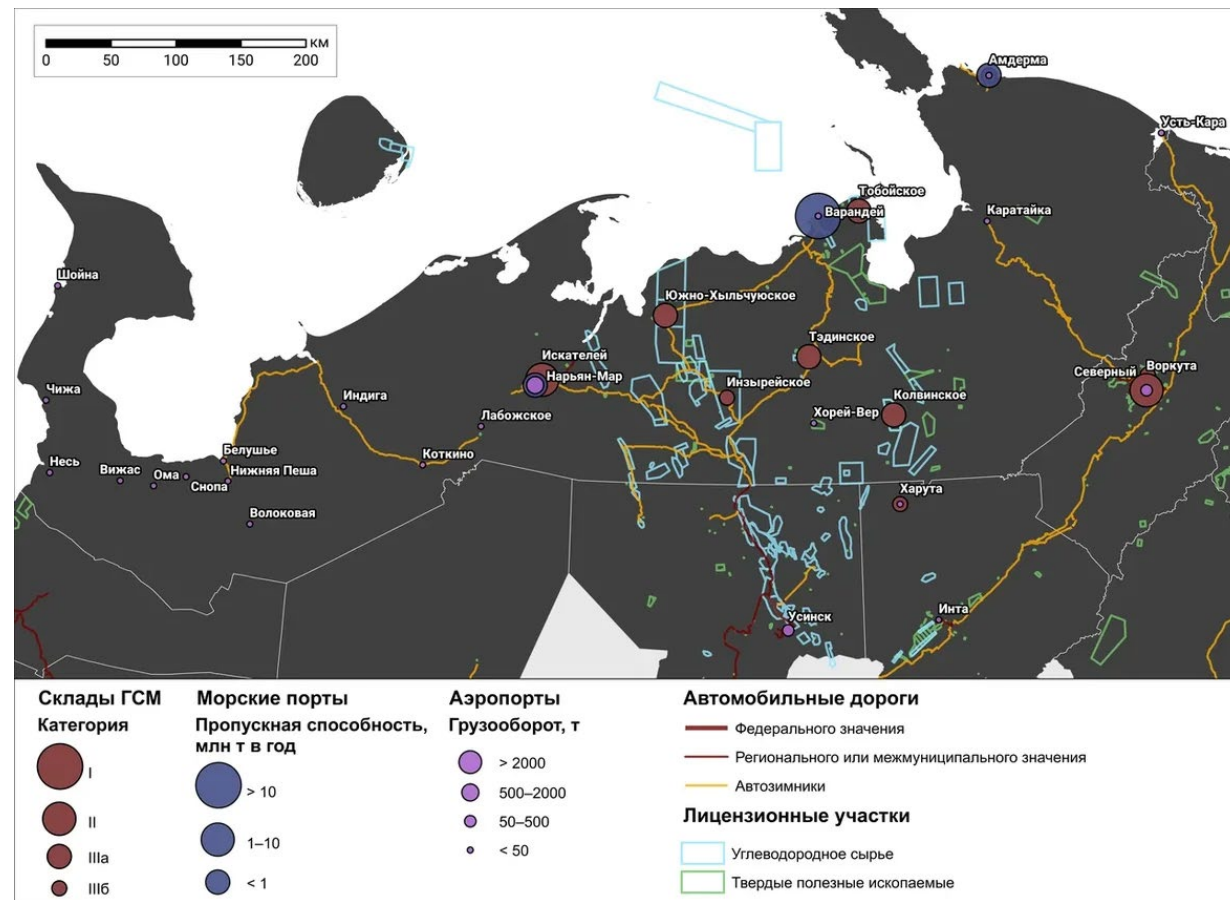 КМ
0 50 100 150 200
Амдерма
Усть-Кара
Тобойское
Варандей
Каратайка
Шойна
Южно-Хыльчуюское
Тэдинское
Искателей
Нарьян-Мар
Северный
Воркута
Чижа
Индига
Инзырейское
Колвинское
Хорей-Вер
Лабожское
Белушье
Коткино
Несь
Вижас
Ома
Снопа
Нижняя Пеша
Харута
Волоковая
Усинск
Инта
Склады ГСМ
Категория
I
II
IIIа
IIIб
Морские порты
Пропускная способность,
млн т в год
> 10
1–10
< 1
Аэропорты
Грузооборот, т
> 2000
500–2000
50–500
< 50
Автомобильные дороги
Федерального значения
Регионального или межмуниципального значения
Автозимники
Лицензионные участки
Углеводородное сырье
Твердые полезные ископаемые